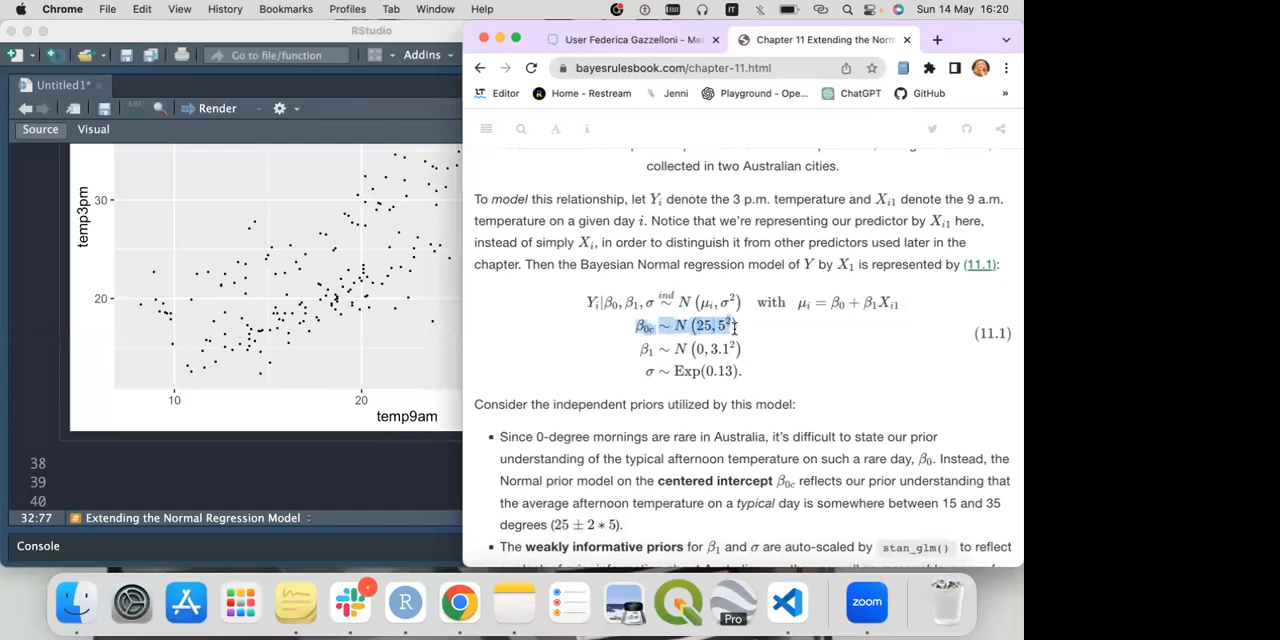 Chrome File Edit View History Bookmarks Profiles Tab Window Help IT Sun 14 May 16:20
RStudio
Go to file/function Addins
Untitled1*
ABC Render
Source Visual
30
20
temp3pm
10 20
temp9am
38
39
40
32:77 # Extending the Normal Regression Model
Console
User Federica Gazzelloni - Me
Chapter 11 Extending the Norm
bayesrulesbook.com/chapter-11.html
Editor Home - Restream Jenni Playground - Ope... ChatGPT GitHub »
A i
collected in two Australian cities.
To model this relationship, let Yᵢ denote the 3 p.m. temperature and Xᵢ₁ denote the 9 a.m.
temperature on a given day i. Notice that we're representing our predictor by Xᵢ₁ here,
instead of simply Xᵢ, in order to distinguish it from other predictors used later in the
chapter. Then the Bayesian Normal regression model of Y by X₁ is represented by (11.1):
Yᵢ|β₀, β₁, σ ind ~ N (μᵢ, σ²) with μᵢ = β₀ + β₁Xᵢ₁
β₀c ~ N (25, 5²)
β₁ ~ N (0, 3.1²)
σ ~ Exp(0.13).
(11.1)
Consider the independent priors utilized by this model:
▪ Since 0-degree mornings are rare in Australia, it's difficult to state our prior
understanding of the typical afternoon temperature on such a rare day, β₀. Instead, the
Normal prior model on the centered intercept β₀c reflects our prior understanding that
the average afternoon temperature on a typical day is somewhere between 15 and 35
degrees (25 ± 2 * 5).
▪ The weakly informative priors for β₁ and σ are auto-scaled by stan_glm() to reflect
R Pro zoom